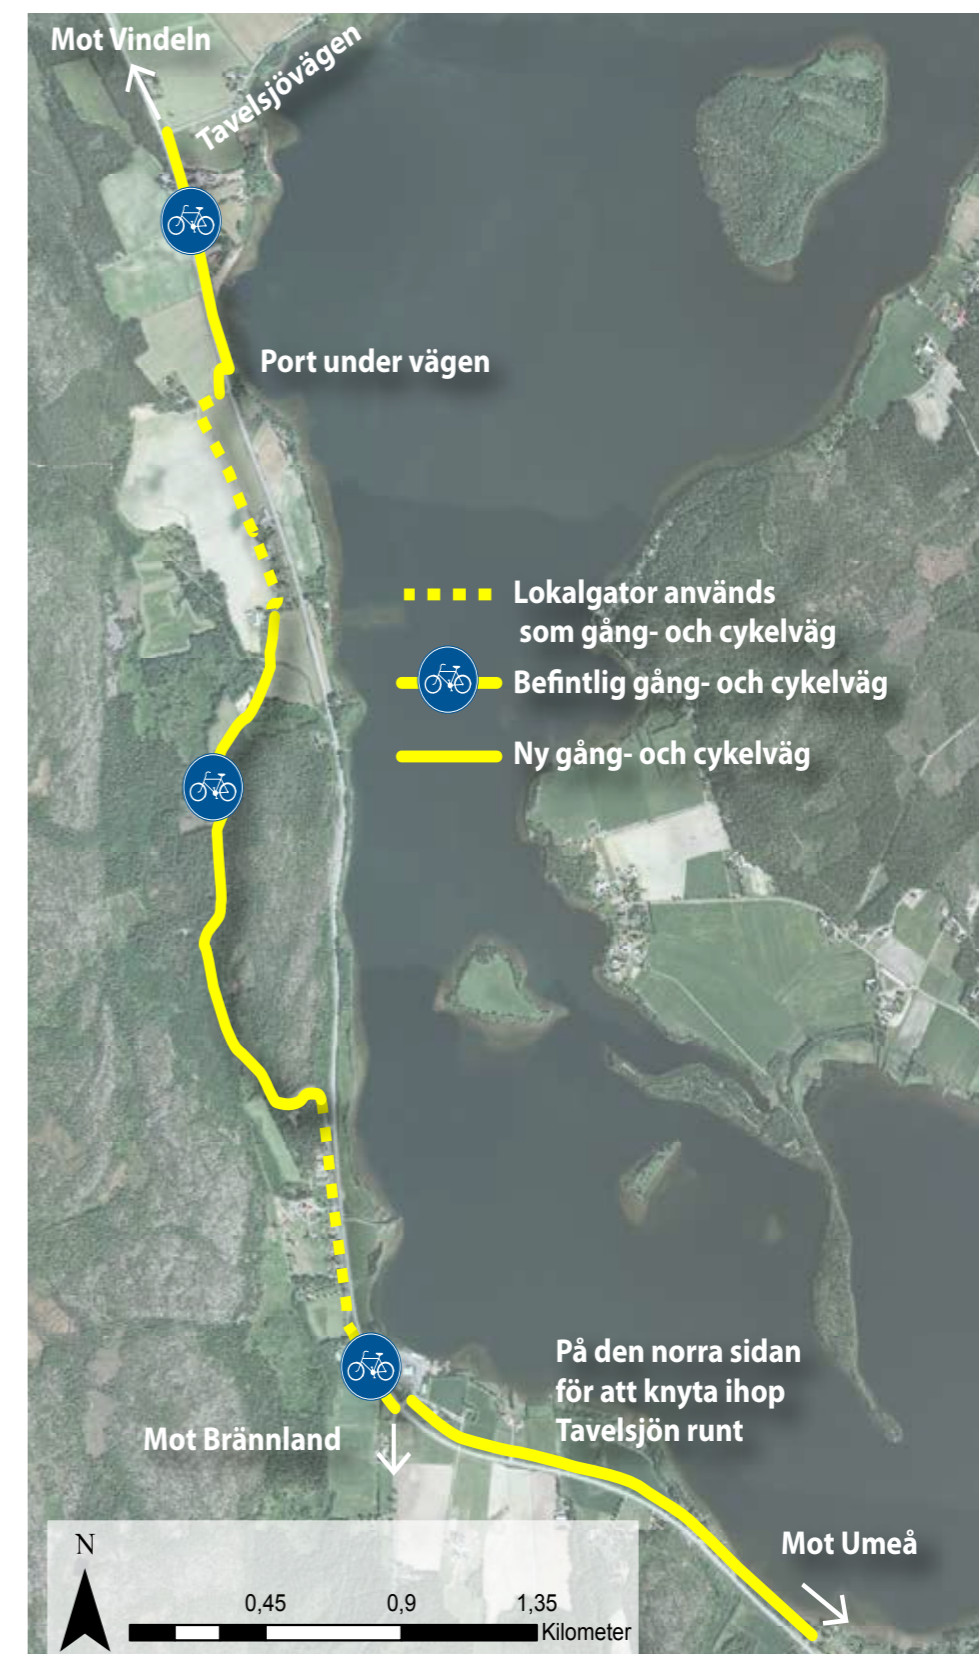 Mot Vindeln
Tavelsjövägen
Port under vägen
Lokalgator används
som gång- och cykelväg
Befintlig gång- och cykelväg
Ny gång- och cykelväg
På den norra sidan
för att knyta ihop
Tavelsjön runt
Mot Brännland
Mot Umeå
N
0,45 0,9 1,35
Kilometer